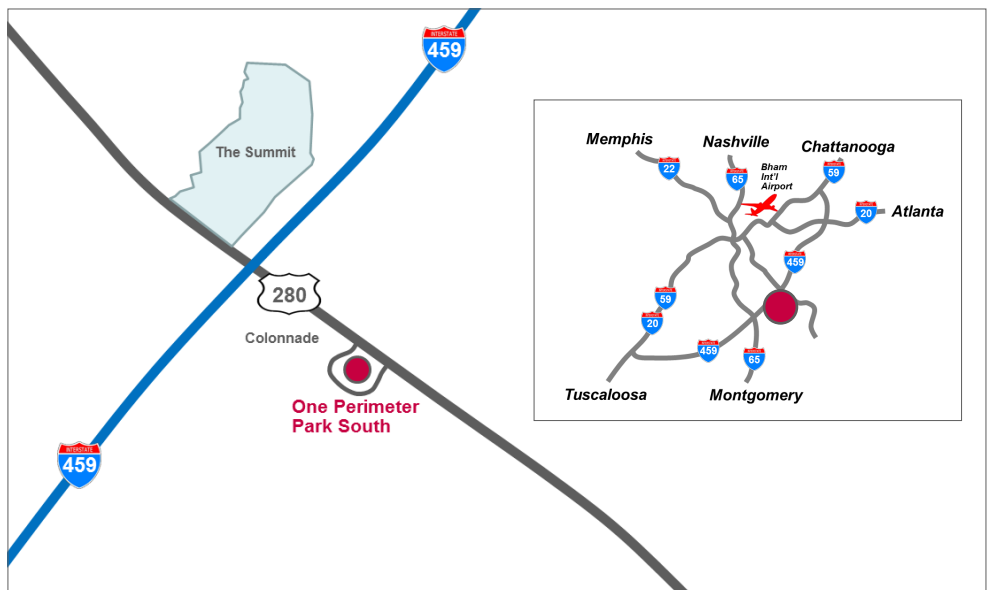 INTERSTATE
459
The Summit
280
Colonnade
One Perimeter
Park South
INTERSTATE
459
Memphis
Nashville
Chattanooga
22
65
Bham
Int'l
Airport
59
20
Atlanta
459
59
20
459
65
Tuscaloosa
Montgomery